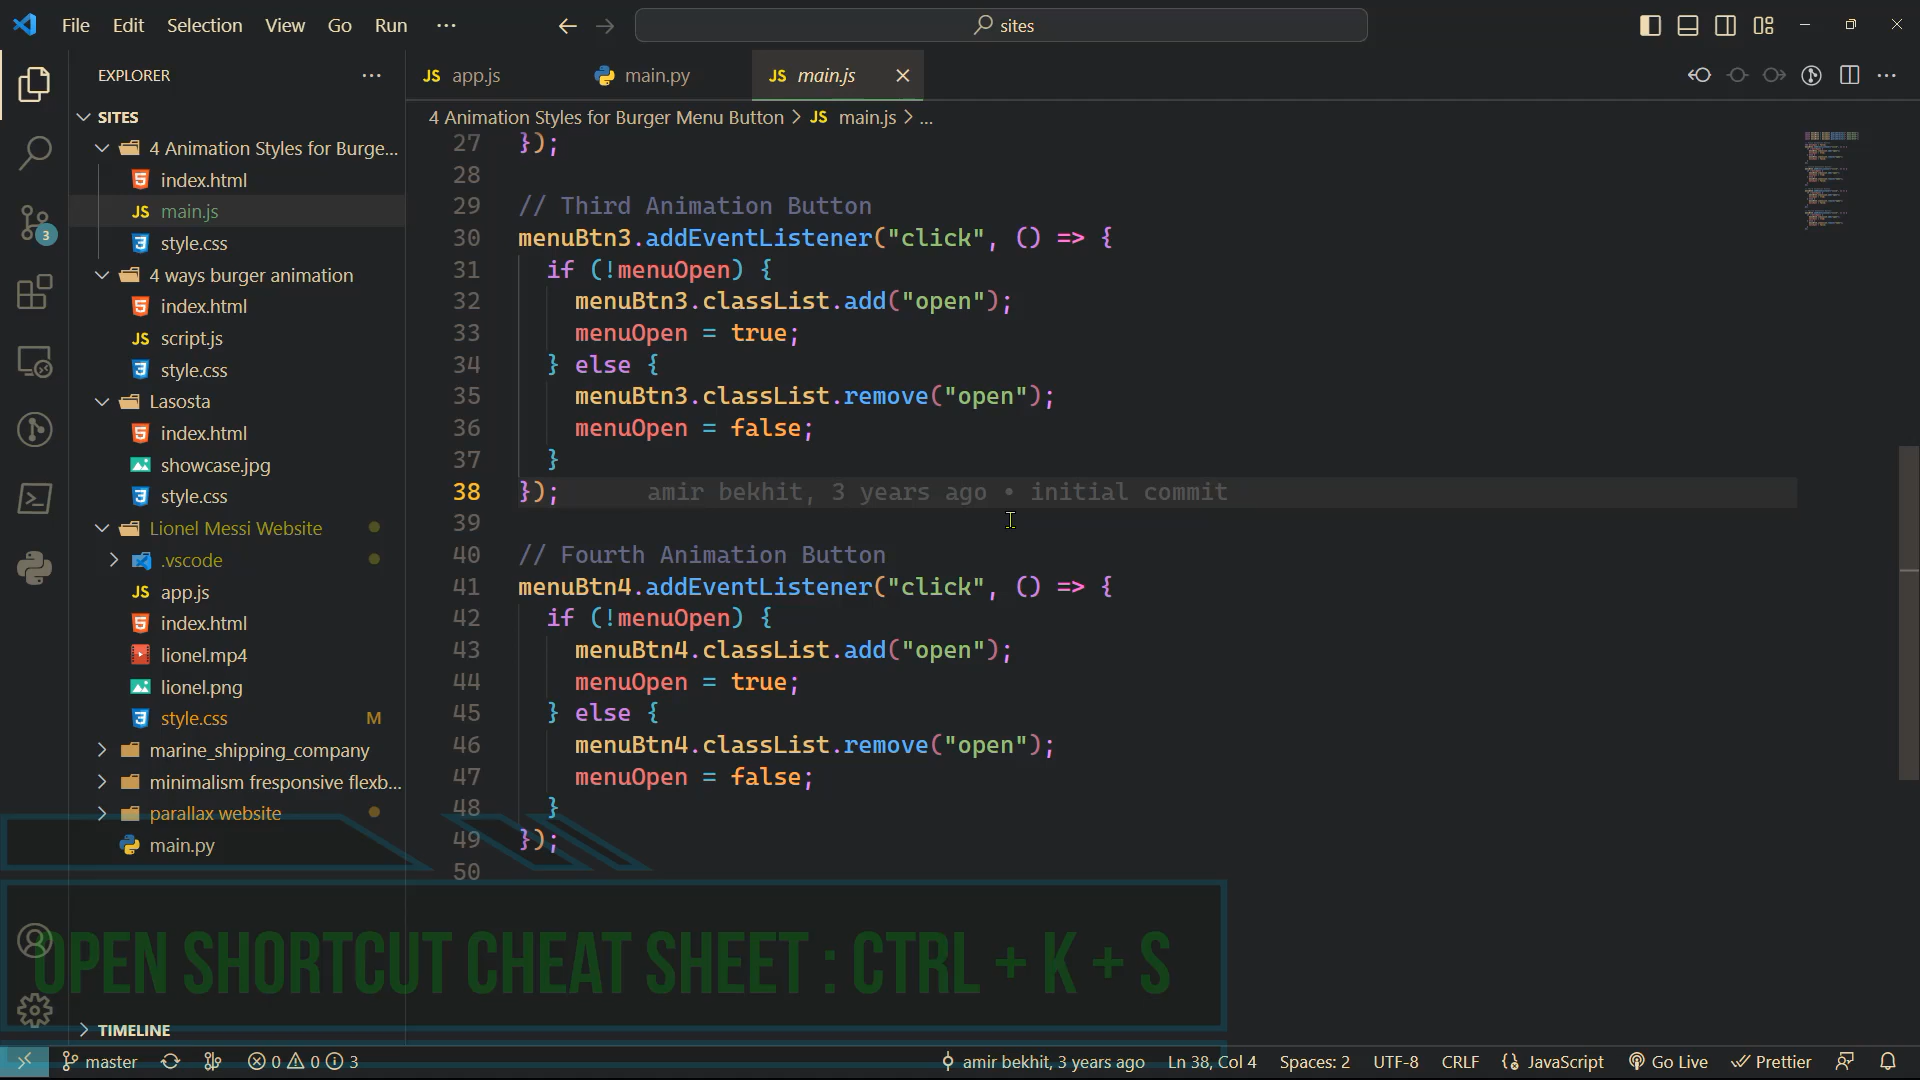 File Edit Selection View Go Run ... sites
EXPLORER ...
SITES
4 Animation Styles for Burge...
index.html
main.js
style.css
4 ways burger animation
index.html
script.js
style.css
Lasosta
index.html
showcase.jpg
style.css
Lionel Messi Website
.vscode
app.js
index.html
lionel.mp4
lionel.png
style.css M
marine_shipping_company
minimalism fresponsive flexb...
parallax website
main.py
TIMELINE
3
JS app.js main.py JS main.js
4 Animation Styles for Burger Menu Button > JS main.js > ...
27 });
28
29 // Third Animation Button
30 menuBtn3.addEventListener("click", () => {
31 if (!menuOpen) {
32 menuBtn3.classList.add("open");
33 menuOpen = true;
34 } else {
35 menuBtn3.classList.remove("open");
36 menuOpen = false;
37 }
38 }); amir bekhit, 3 years ago • initial commit
39
40 // Fourth Animation Button
41 menuBtn4.addEventListener("click", () => {
42 if (!menuOpen) {
43 menuBtn4.classList.add("open");
44 menuOpen = true;
45 } else {
46 menuBtn4.classList.remove("open");
47 menuOpen = false;
48 }
49 });
50
OPEN SHORTCUT CHEAT SHEET : CTRL + K + S
master 0 0 3 amir bekhit, 3 years ago Ln 38, Col 4 Spaces: 2 UTF-8 CRLF {} JavaScript Go Live Prettier